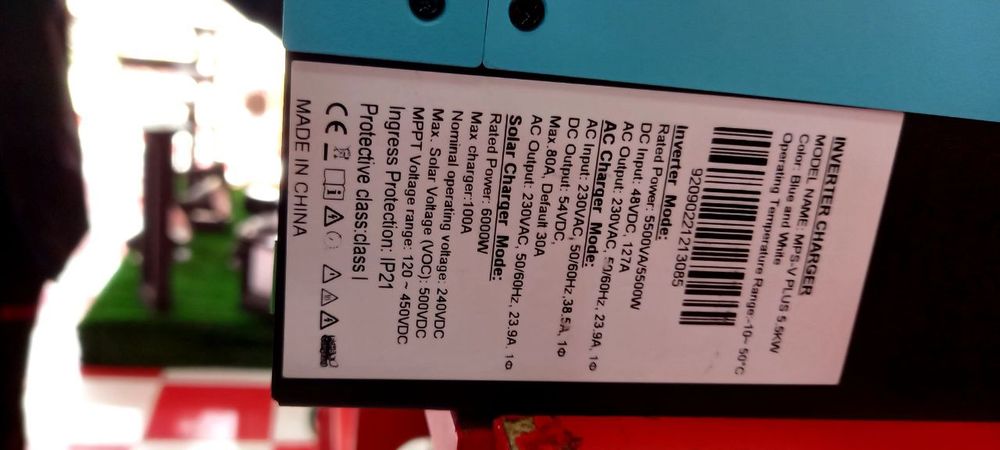 INVERTER CHARGER
MODEL NAME: MPS-V PLUS 5.5KW
Color: Blue and White
Operating Temperature Range:-10~ 50°C
92090221213085
Inverter Mode:
Rated Power: 5500VA/5500W
DC Input: 48VDC, 127A
AC Output: 230VAC, 50/60Hz, 23.9A, 1Φ
AC Charger Mode:
AC Input: 230VAC, 50/60Hz,38.5A, 1Φ
DC Output: 54VDC,
Max.80A, Default 30A
AC Output: 230VAC, 50/60Hz, 23.9A, 1Φ
Solar Charger Mode:
Rated Power: 6000W
Max charger:100A
Nominal operating voltage: 240VDC
Max. Solar Voltage (VOC): 500VDC
MPPT Voltage range: 120 ~ 450VDC
Ingress Protection: IP21
Protective class:class I
CE
MADE IN CHINA